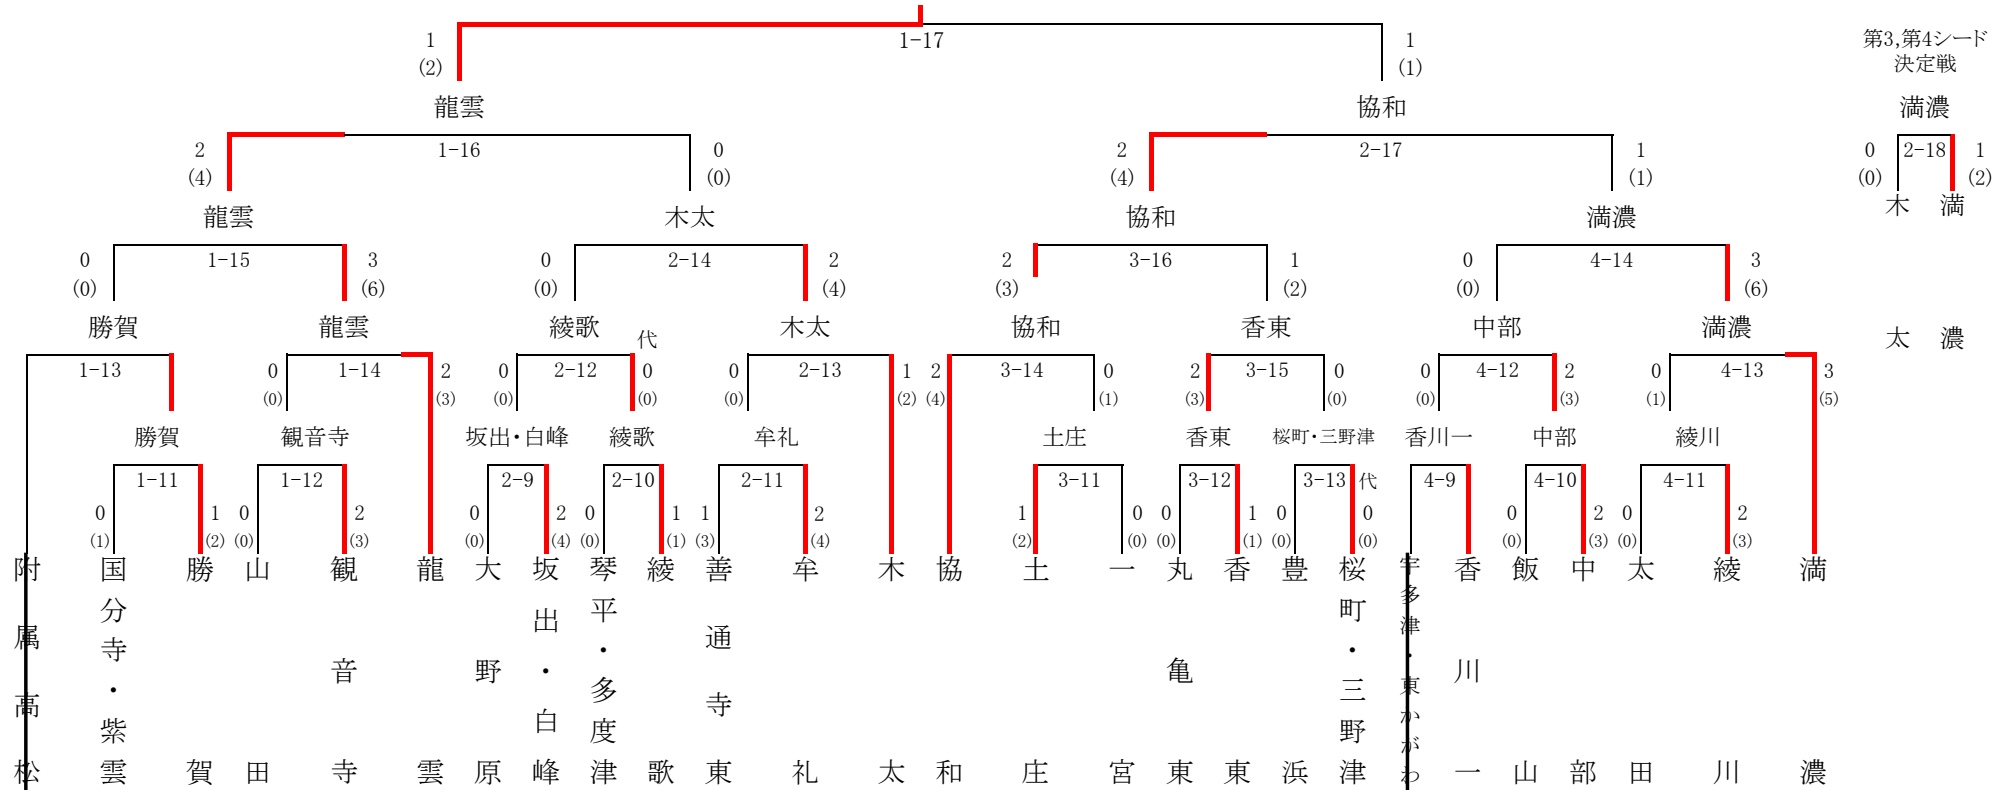 1 1-17 1 第3,第4シード
(2) (1) 決定戦
龍雲 協和 満濃
2 1-16 0 2 2-17 1 0 2-18 1
(4) (0) (4) (1) (0) (2)
龍雲 木太 協和 満濃 木太 満濃
0 1-15 3 0 2-14 2 2 3-16 1 0 4-14 3
(0) (6) (0) (4) (3) (2) (0) (6)
勝賀 龍雲 綾歌 木太 協和 香東 中部 満濃
代
1-13 0 1-14 2 0 2-12 0 0 2-13 1 2 3-14 0 2 3-15 0 0 4-12 2 0 4-13 3
(0) (3) (0) (0) (0) (2) (4) (1) (3) (0) (0) (3) (1) (5)
勝賀 観音寺 坂出・白峰 綾歌 牟礼 土庄 香東 桜町・三野津 香川一 中部 綾川
1-11 1-12 2-9 2-10 2-11 3-11 3-12 3-13 代 4-9 4-10 4-11
0 1 0 2 0 2 0 1 1 2 1 0 0 1 0 0 0 2 0 2
(1) (2) (0) (3) (0) (4) (0) (1) (3) (4) (2) (0) (0) (1) (0) (0) (0) (3) (0) (3)
附属高松
国分寺・紫雲
勝賀
山田
観音寺
龍雲
大野原
坂出・白峰
琴平・多度津
綾歌
善通寺東
牟礼
木太
協和
土庄
一宮
丸亀東
香東
豊浜
桜町・三野津
宇多津・東かがわ
香川一
飯山
中部
太田
綾川
満濃